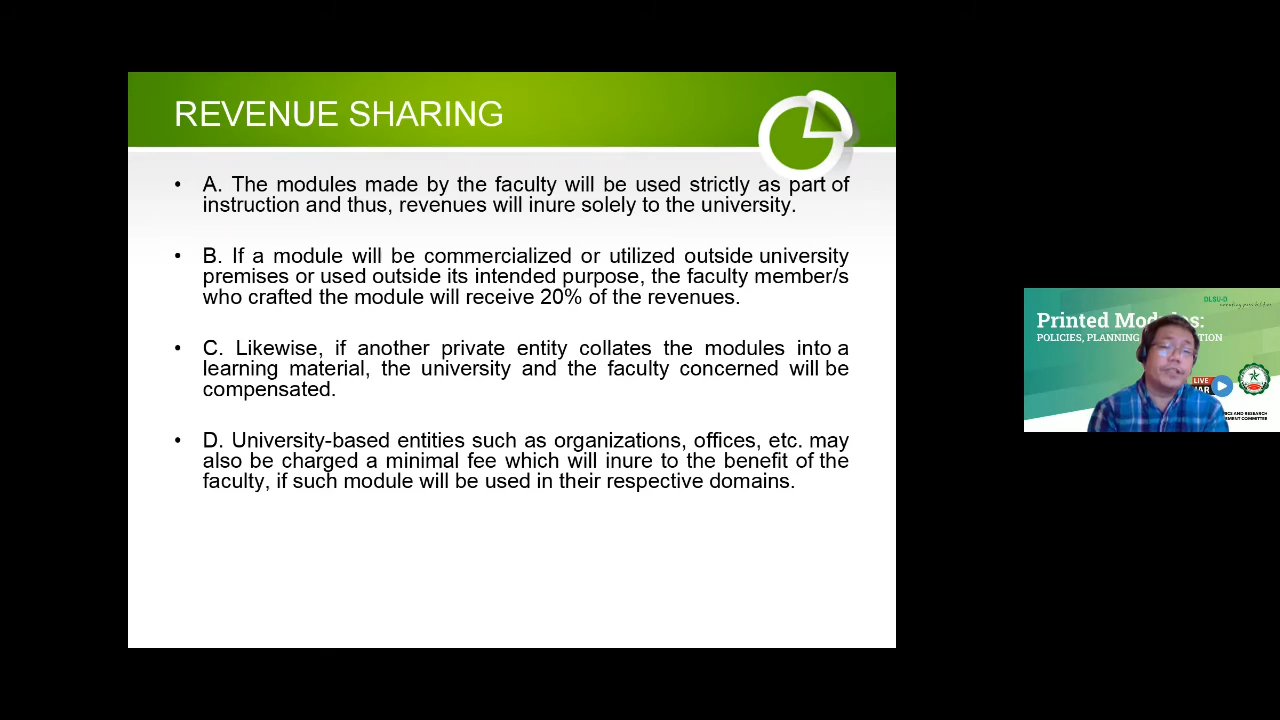 REVENUE SHARING
• A. The modules made by the faculty will be used strictly as part of
instruction and thus, revenues will inure solely to the university.
• B. If a module will be commercialized or utilized outside university
premises or used outside its intended purpose, the faculty member/s
who crafted the module will receive 20% of the revenues.
• C. Likewise, if another private entity collates the modules into a
learning material, the university and the faculty concerned will be
compensated.
• D. University-based entities such as organizations, offices, etc. may
also be charged a minimal fee which will inure to the benefit of the
faculty, if such module will be used in their respective domains.
DLSU-D
Printed
POLICIES, PLANNING
LIVE